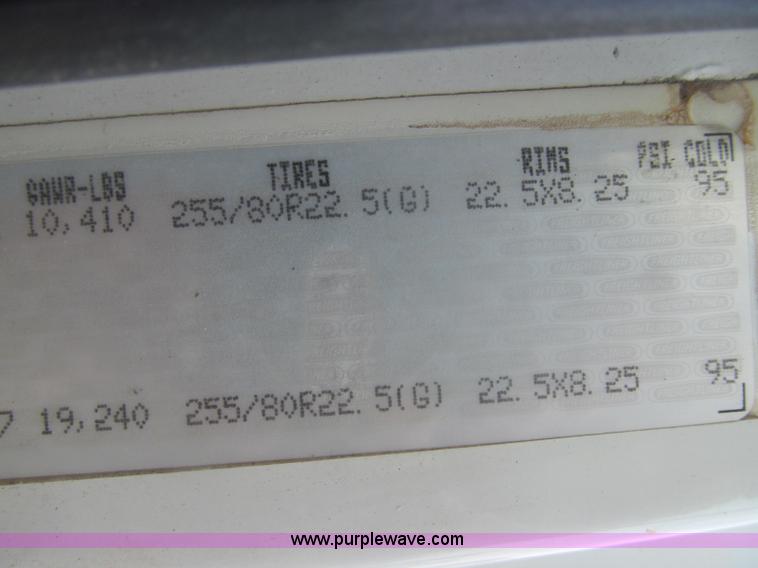 GAWR-LBS TIRES RIMS PSI COLD
10,410 255/80R22.5(G) 22.5X8.25 95
7 19,240 255/80R22.5(G) 22.5X8.25 95
www.purplewave.com